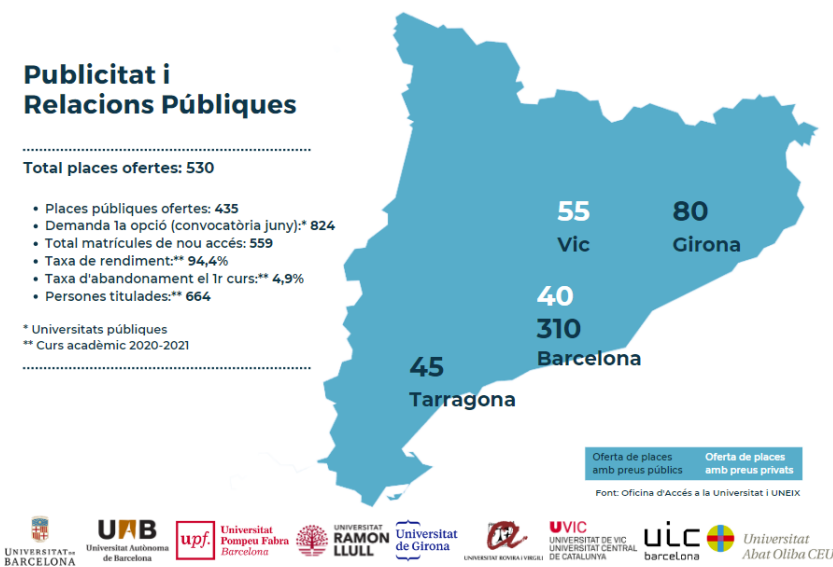 Publicitat i
Relacions Públiques
Total places ofertes: 530
• Places públiques ofertes: 435
• Demanda 1a opció (convocatòria juny):* 824
• Total matrícules de nou accés: 559
• Taxa de rendiment:** 94,4%
• Taxa d'abandonament el 1r curs:** 4,9%
• Persones titulades:** 664
* Universitats públiques
** Curs acadèmic 2020-2021
55
Vic
80
Girona
40
310
Barcelona
45
Tarragona
Oferta de places
amb preus públics
Oferta de places
amb preus privats
Font: Oficina d'Accés a la Universitat i UNEIX
UNIVERSITAT DE
BARCELONA
UAB
Universitat Autònoma
de Barcelona
upf.
Universitat
Pompeu Fabra
Barcelona
UNIVERSITAT
RAMON
LLULL
Universitat
de Girona
UNIVERSITAT ROVIRA I VIRGILI
UVIC
UNIVERSITAT DE VIC
UNIVERSITAT CENTRAL
DE CATALUNYA
uic
barcelona
Universitat
Abat Oliba CEU